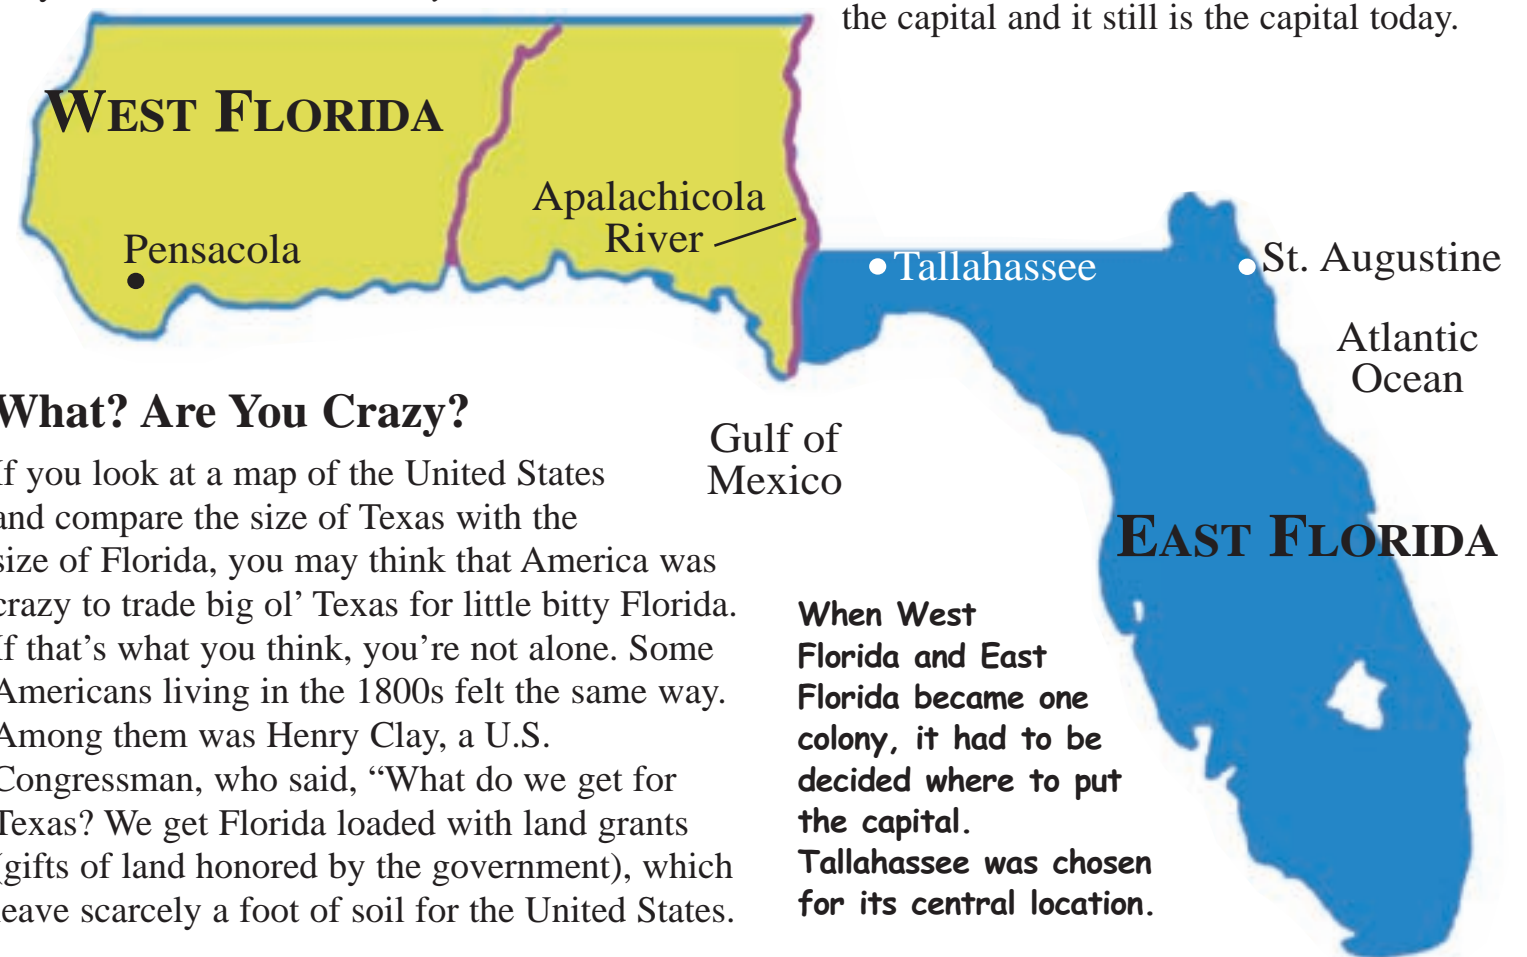 the capital and it still is the capital today.
WEST FLORIDA
Apalachicola
River
Pensacola
Tallahassee
St. Augustine
Atlantic
Ocean
Gulf of
Mexico
EAST FLORIDA
What? Are You Crazy?
If you look at a map of the United States
and compare the size of Texas with the
size of Florida, you may think that America was
crazy to trade big ol’ Texas for little bitty Florida.
If that’s what you think, you’re not alone. Some
Americans living in the 1800s felt the same way.
Among them was Henry Clay, a U.S.
Congressman, who said, “What do we get for
Texas? We get Florida loaded with land grants
(gifts of land honored by the government), which
leave scarcely a foot of soil for the United States.
When West
Florida and East
Florida became one
colony, it had to be
decided where to put
the capital.
Tallahassee was chosen
for its central location.